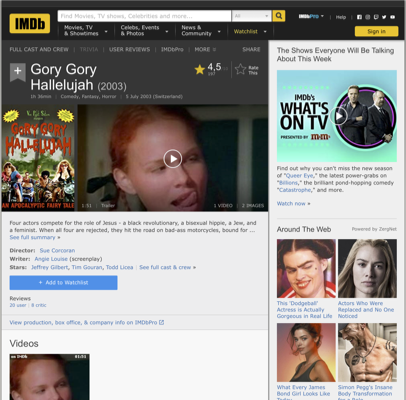 IMDb
Find Movies, TV shows, Celebrities and more...
All
IMDbPro
Help
Movies, TV
& Showtimes
Celebs, Events
& Photos
News &
Community
Watchlist
Sign in
FULL CAST AND CREW | TRIVIA | USER REVIEWS | IMDbPro | MORE
SHARE
Gory Gory
Hallelujah (2003)
4,5
Rate
This
1h 36min | Comedy, Fantasy, Horror | 5 July 2003 (Switzerland)
GORY GORY
HALLELUJAH
AN APOCALYPTIC FAIRY TALE
1:51 | Trailer
1 VIDEO | 2 IMAGES
Four actors compete for the role of Jesus - a black revolutionary, a bisexual hippie, a Jew, and
a feminist. When all four are rejected, they hit the road on bad-ass motorcycles, bound for ...
See full summary »
Director: Sue Corcoran
Writer: Angie Louise (screenplay)
Stars: Jeffrey Gilbert, Tim Gouran, Todd Licea | See full cast & crew »
+ Add to Watchlist
Reviews
20 user | 8 critic
View production, box office, & company info on IMDbPro
Videos
The Shows Everyone Will Be Talking
About This Week
IMDb's
WHAT'S
ON TV
PRESENTED BY
Find out why you can't miss the new season
of "Queer Eye," the latest power-grabs on
"Billions," the brilliant pond-hopping comedy
"Catastrophe," and more.
Watch now »
Around The Web
Powered by ZergNet
This 'Dodgeball'
Actress is Actually
Gorgeous in Real Life
Actors Who Were
Replaced and No One
Noticed
What Every James
Bond Girl Looks Like
Simon Pegg's Insane
Body Transformation